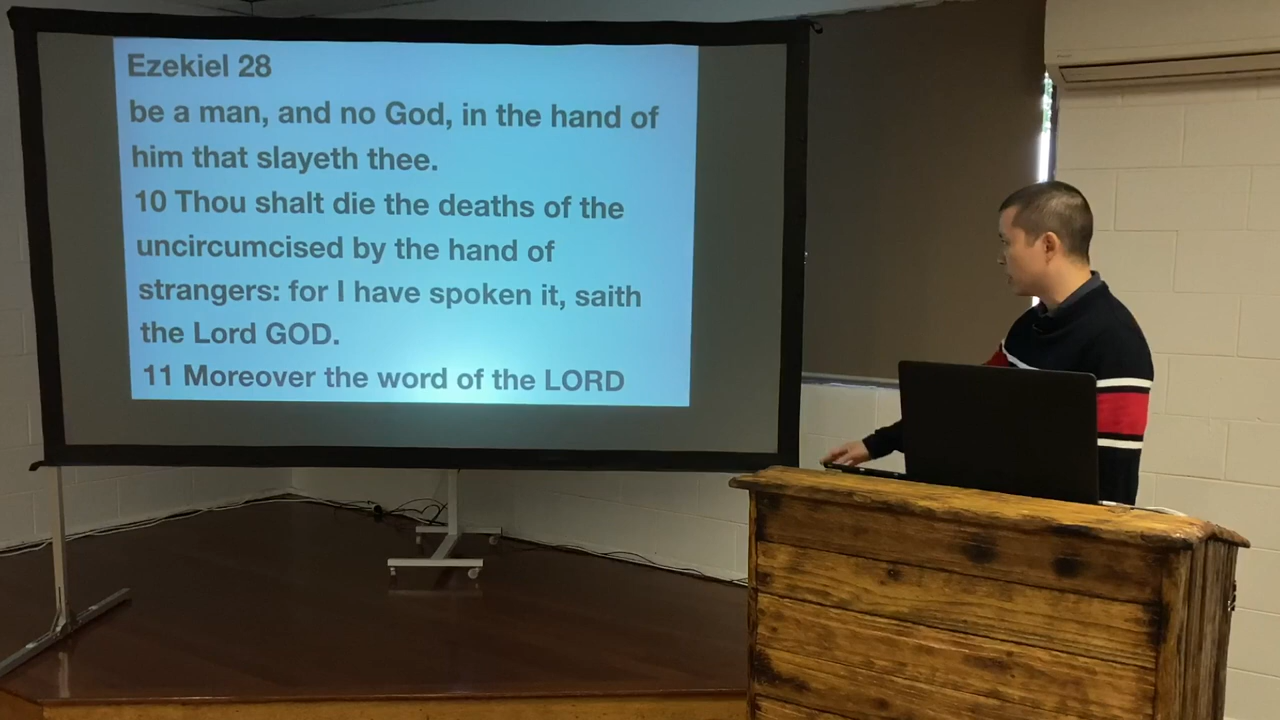 Ezekiel 28
be a man, and no God, in the hand of
him that slayeth thee.
10 Thou shalt die the deaths of the
uncircumcised by the hand of
strangers: for I have spoken it, saith
the Lord GOD.
11 Moreover the word of the LORD